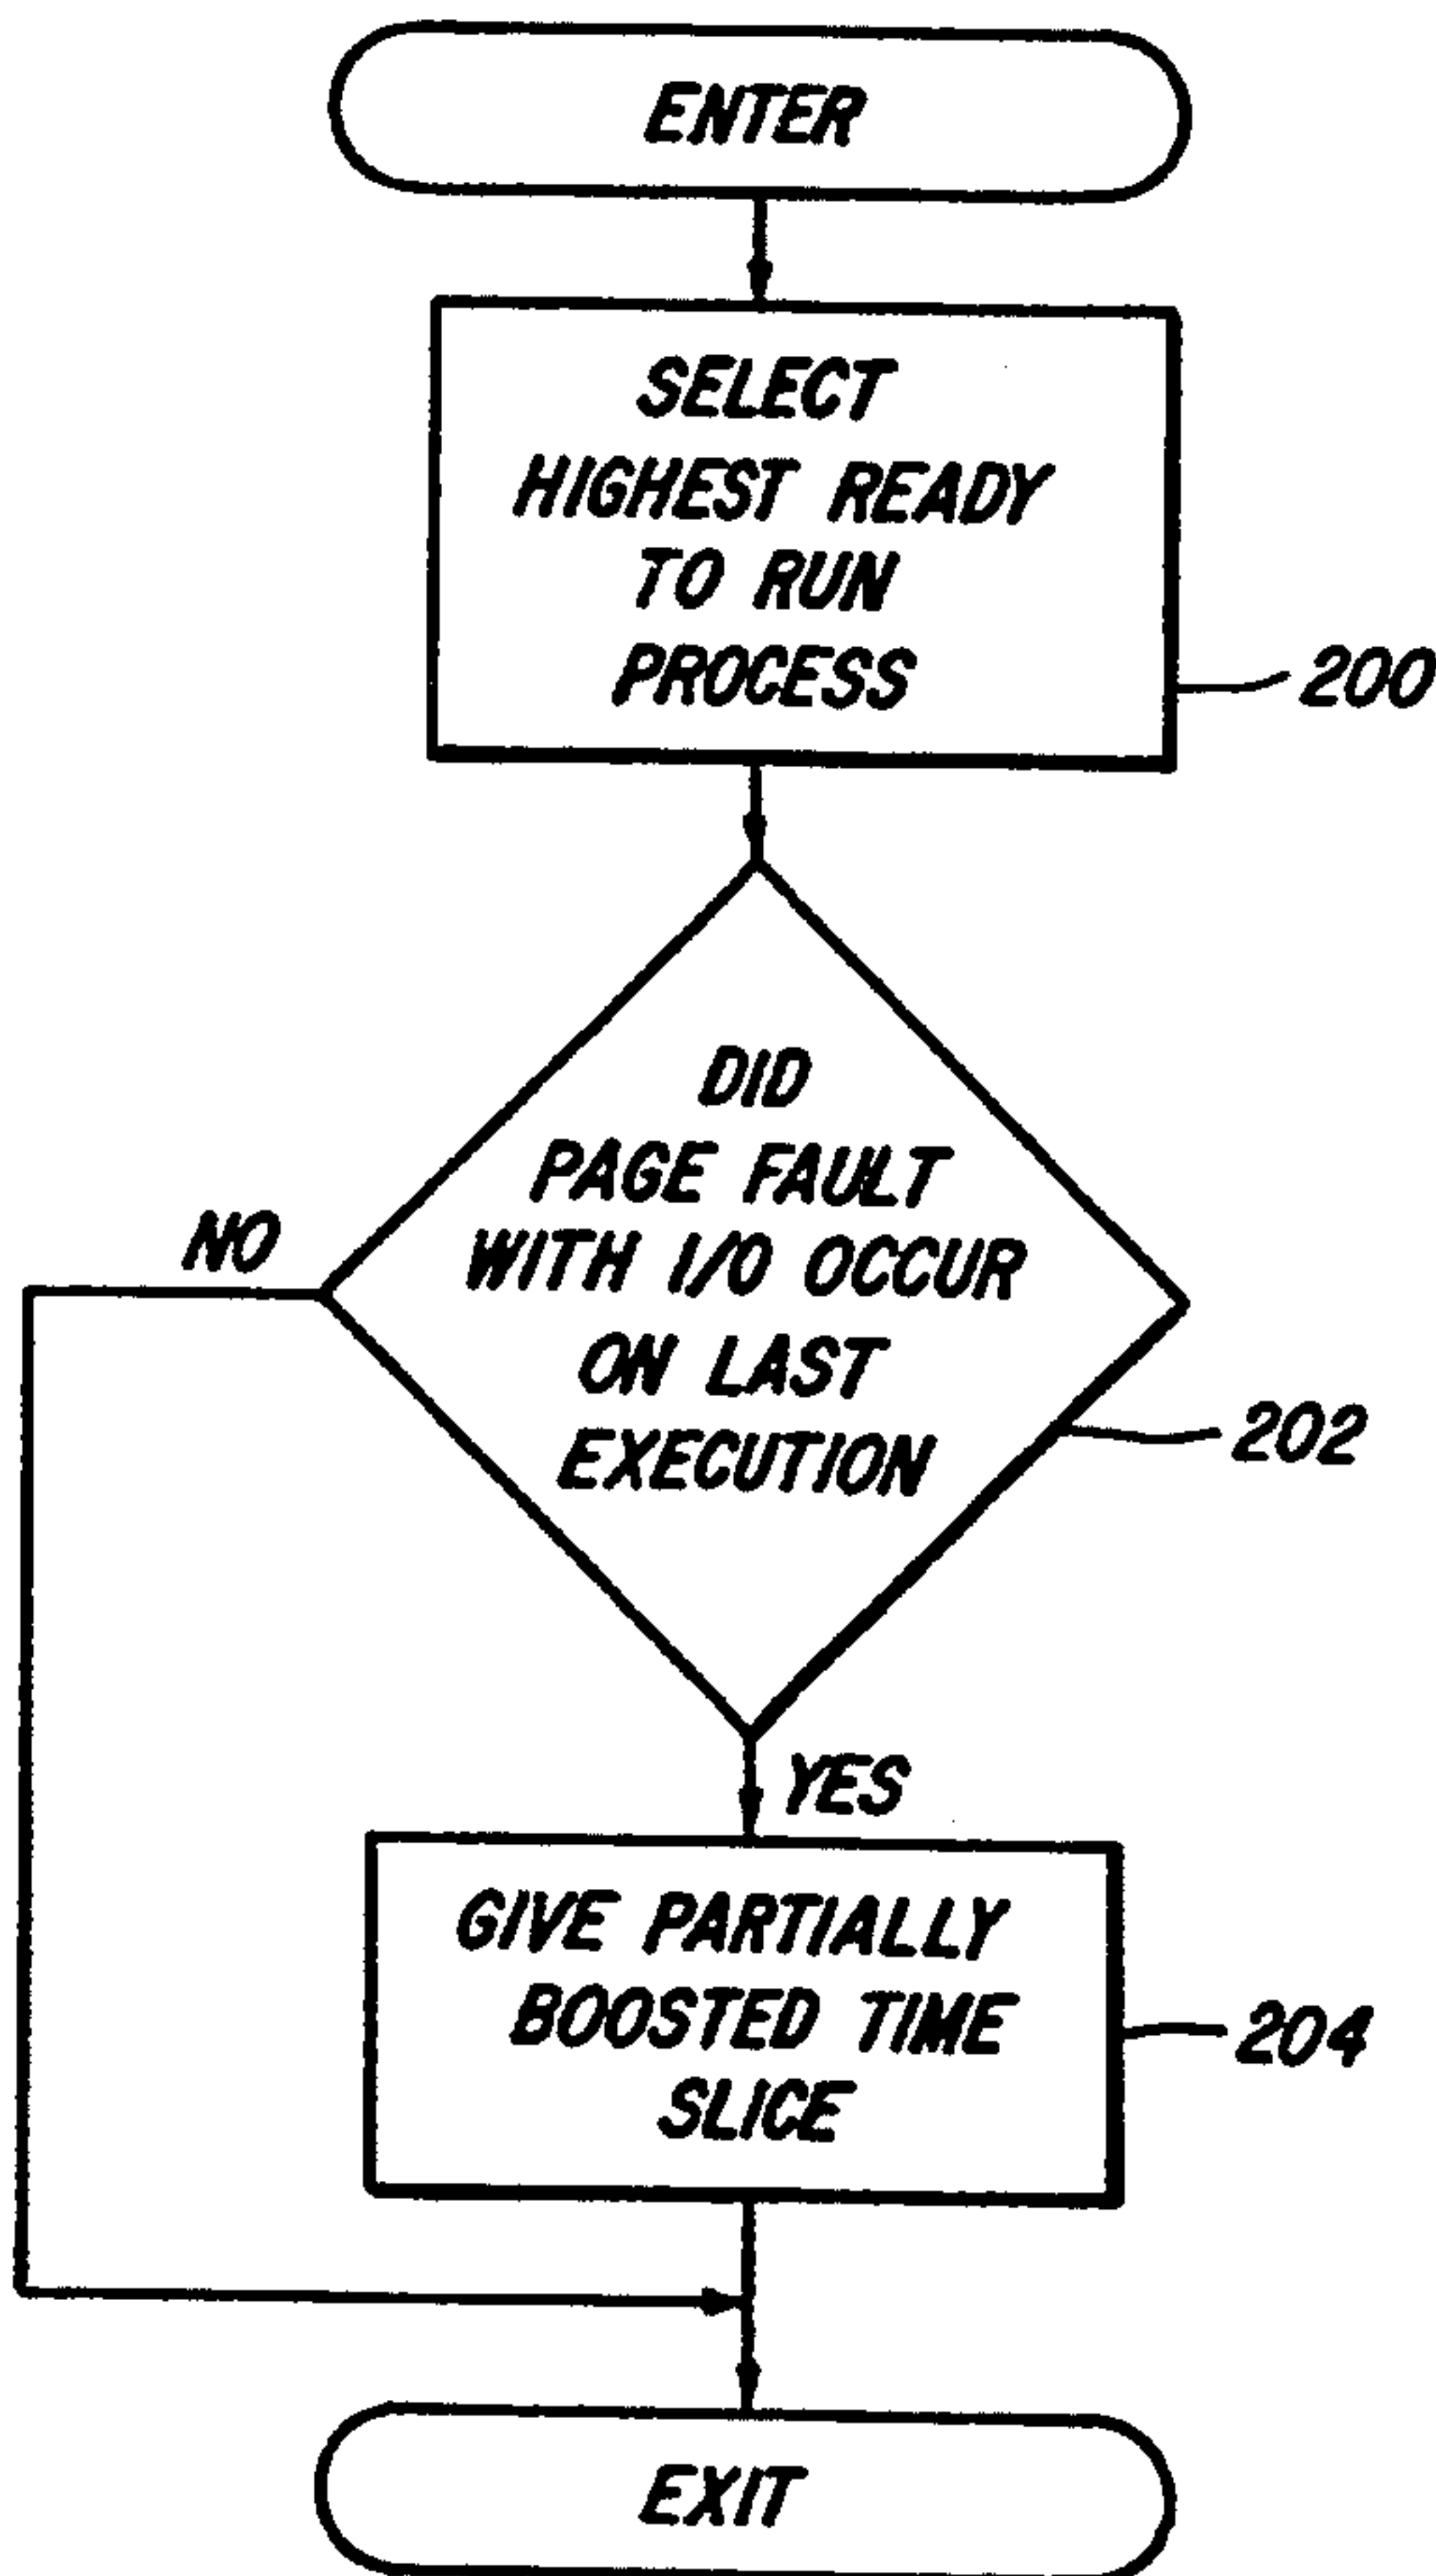 ENTER
SELECT
HIGHEST READY
TO RUN
PROCESS
200
DID
PAGE FAULT
WITH I/O OCCUR
ON LAST
EXECUTION
NO
202
YES
GIVE PARTIALLY
BOOSTED TIME
SLICE
204
EXIT